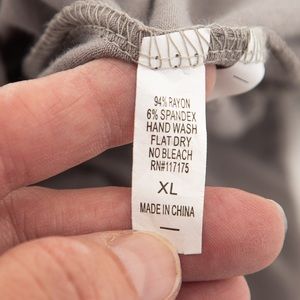 94% RAYON
6% SPANDEX
HAND WASH
FLAT DRY
NO BLEACH
RN#117175
XL
MADE IN CHINA